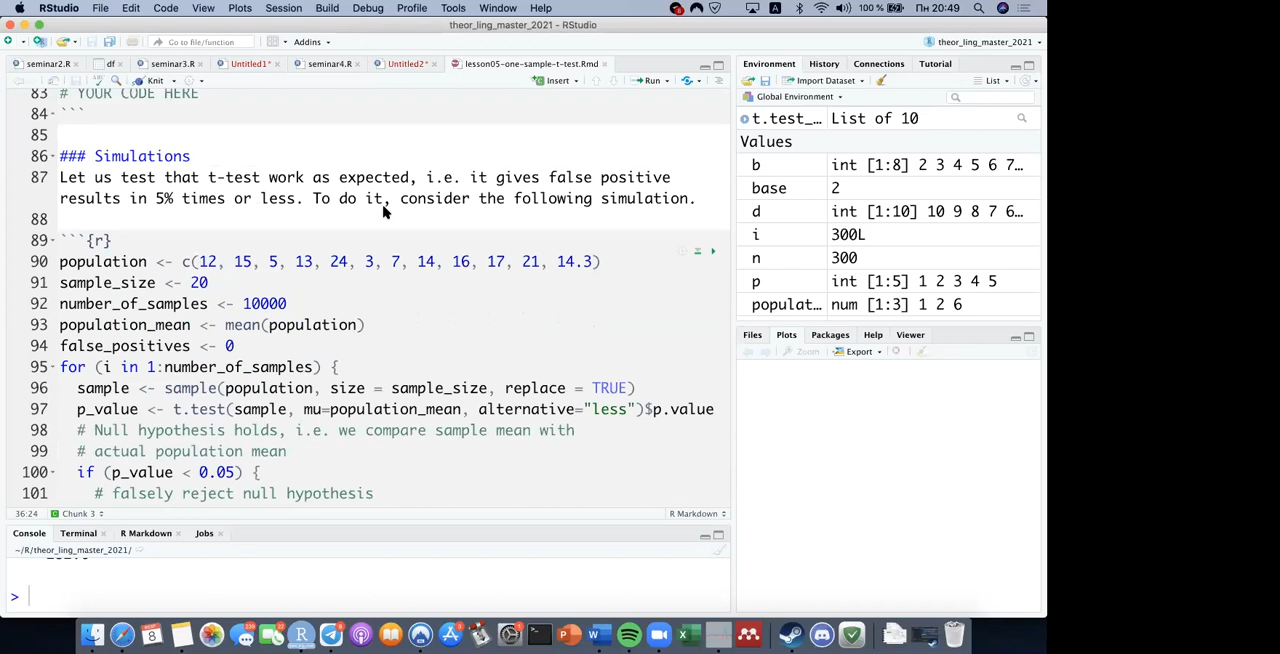 RStudio File Edit Code View Plots Session Build Debug Profile Tools Window Help 100 % Пн 20:49
theor_ling_master_2021 - RStudio
Go to file/function Addins theor_ling_master_2021
seminar2.R df seminar3.R Untitled1* seminar4.R Untitled2* lesson05-one-sample-t-test.Rmd
Knit Insert Run
83 # YOUR CODE HERE
84 ```
85
86 ### Simulations
87 Let us test that t-test work as expected, i.e. it gives false positive
results in 5% times or less. To do it, consider the following simulation.
88
89 ```{r}
90 population <- c(12, 15, 5, 13, 24, 3, 7, 14, 16, 17, 21, 14.3)
91 sample_size <- 20
92 number_of_samples <- 10000
93 population_mean <- mean(population)
94 false_positives <- 0
95 for (i in 1:number_of_samples) {
96 sample <- sample(population, size = sample_size, replace = TRUE)
97 p_value <- t.test(sample, mu=population_mean, alternative="less")$p.value
98 # Null hypothesis holds, i.e. we compare sample mean with
99 # actual population mean
100 if (p_value < 0.05) {
101 # falsely reject null hypothesis
36:24 Chunk 3 R Markdown
Console Terminal R Markdown Jobs
~/R/theor_ling_master_2021/
>
Environment History Connections Tutorial
Import Dataset List
Global Environment
t.test_... List of 10
Values
b int [1:8] 2 3 4 5 6 7...
base 2
d int [1:10] 10 9 8 7 6...
i 300L
n 300
p int [1:5] 1 2 3 4 5
populat... num [1:3] 1 2 6
Files Plots Packages Help Viewer
Zoom Export